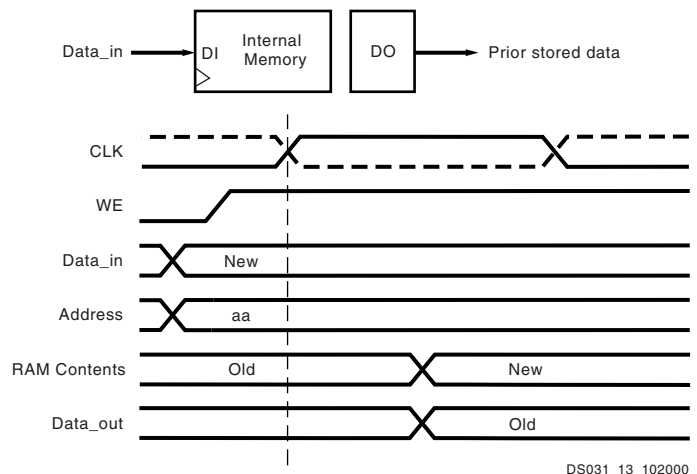 Data_in DI Internal Memory DO Prior stored data
CLK
WE
Data_in New
Address aa
RAM Contents Old New
Data_out Old
DS031_13_102000